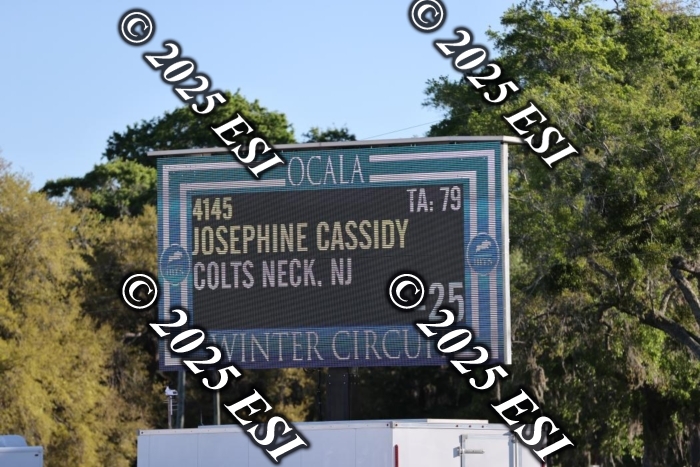 © 2025 ESI
© 2025 ESI
OCALA
4145 TA: 79
JOSEPHINE CASSIDY
COLTS NECK, NJ
25
WINTER CIRCUIT
© 2025 ESI
© 2025 ESI